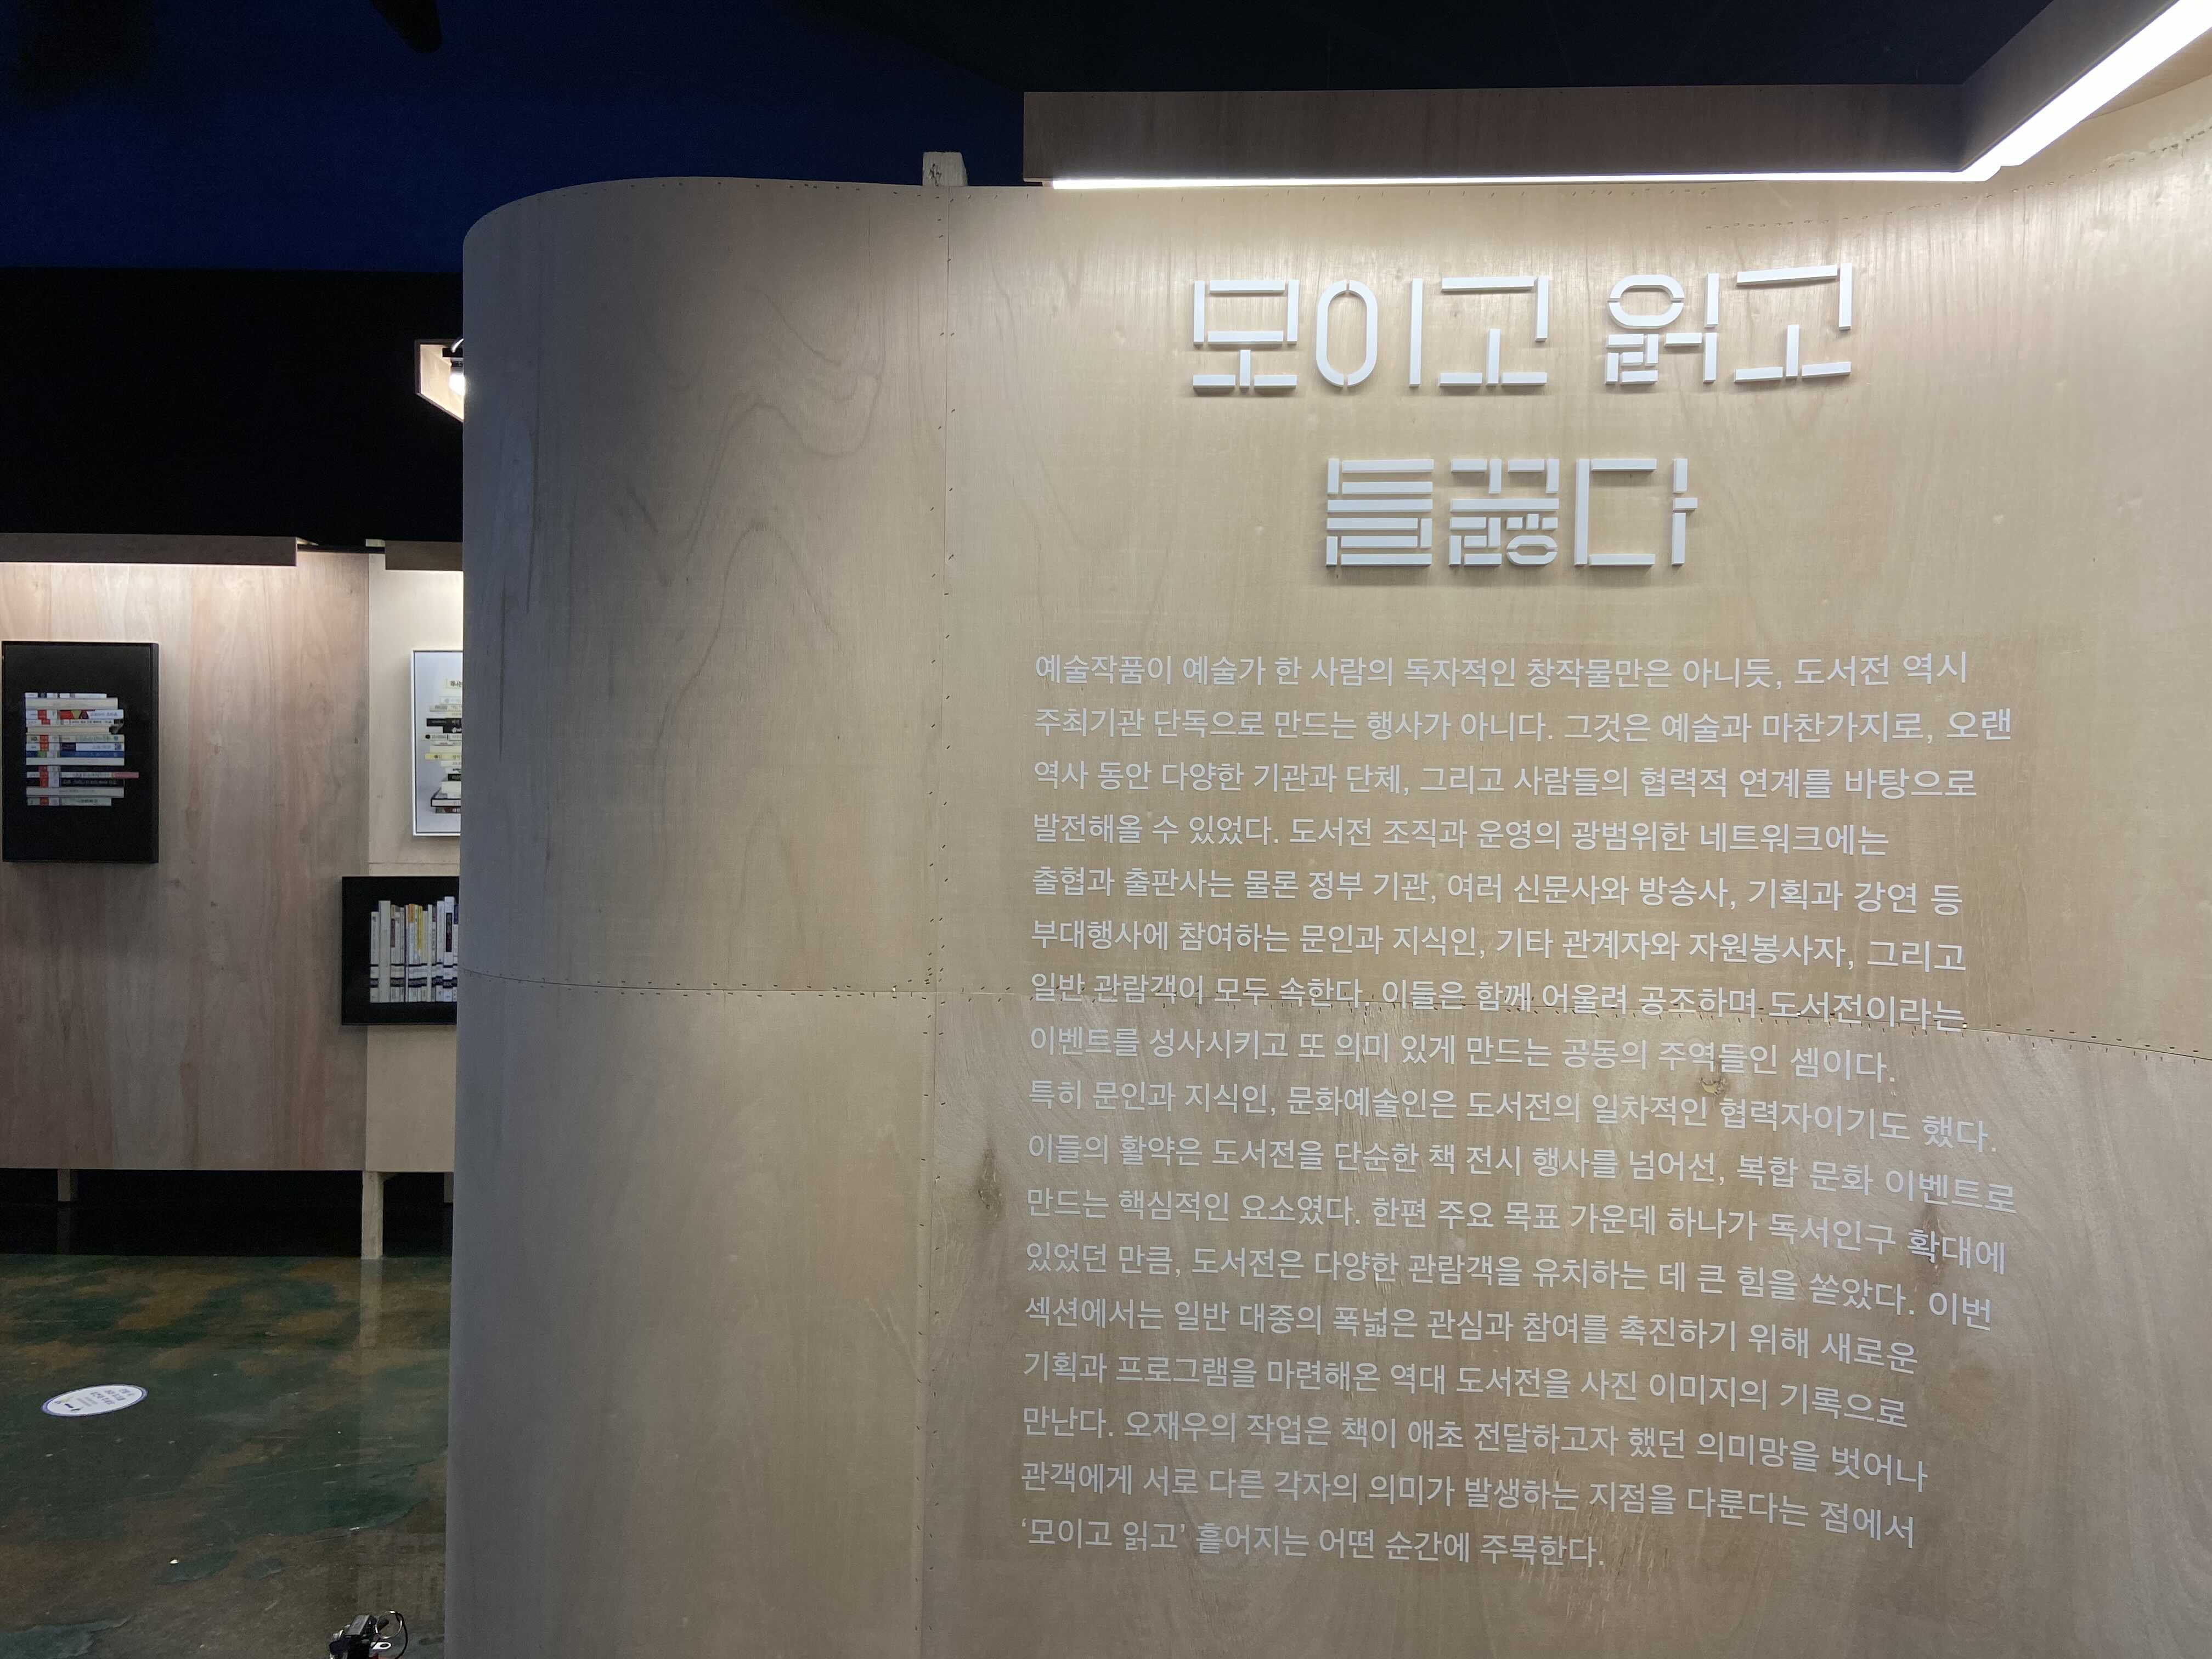 모이고 읽고
들끓다
예술작품이 예술가 한 사람의 독자적인 창작물만은 아니듯, 도서전 역시
주최기관 단독으로 만드는 행사가 아니다. 그것은 예술과 마찬가지로, 오랜
역사 동안 다양한 기관과 단체, 그리고 사람들의 협력적 연계를 바탕으로
발전해올 수 있었다. 도서전 조직과 운영의 광범위한 네트워크에는
출협과 출판사는 물론 정부 기관, 여러 신문사와 방송사, 기획과 강연 등
부대행사에 참여하는 문인과 지식인, 기타 관계자와 자원봉사자, 그리고
일반 관람객이 모두 속한다. 이들은 함께 어울려 공조하며 도서전이라는
이벤트를 성사시키고 또 의미 있게 만드는 공동의 주역들인 셈이다.
특히 문인과 지식인, 문화예술인은 도서전의 일차적인 협력자이기도 했다.
이들의 활약은 도서전을 단순한 책 전시 행사를 넘어선, 복합 문화 이벤트로
만드는 핵심적인 요소였다. 한편 주요 목표 가운데 하나가 독서인구 확대에
있었던 만큼, 도서전은 다양한 관람객을 유치하는 데 큰 힘을 쏟았다. 이번
섹션에서는 일반 대중의 폭넓은 관심과 참여를 촉진하기 위해 새로운
기획과 프로그램을 마련해온 역대 도서전을 사진 이미지의 기록으로
만난다. 오재우의 작업은 책이 애초 전달하고자 했던 의미망을 벗어나
관객에게 서로 다른 각자의 의미가 발생하는 지점을 다룬다는 점에서
‘모이고 읽고’ 흩어지는 어떤 순간에 주목한다.